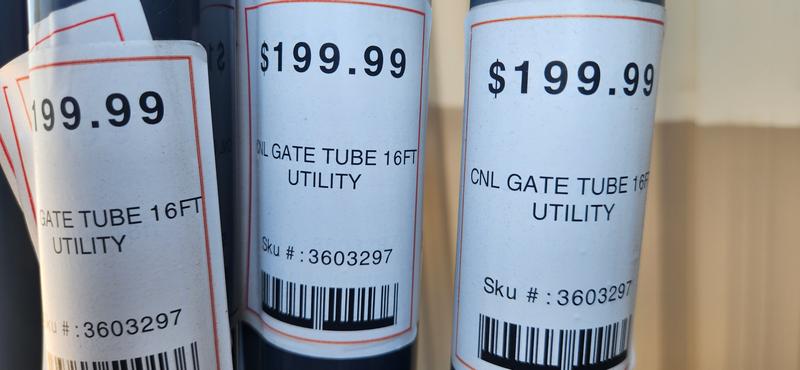 199.99
GATE TUBE 16FT
UTILITY
Sku # :3603297
$199.99
CNL GATE TUBE 16FT
UTILITY
Sku # :3603297
$199.99
CNL GATE TUBE 16FT
UTILITY
Sku # :3603297